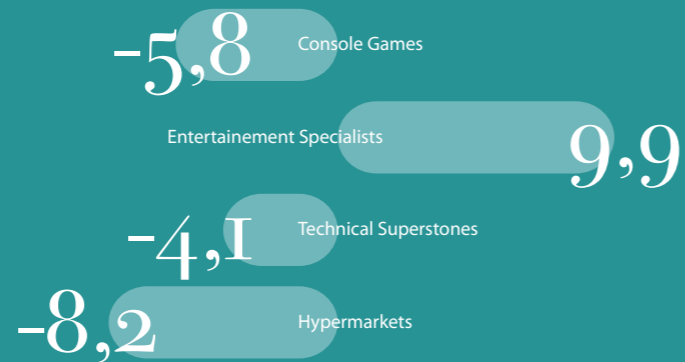 -5,8 Console Games
Entertainement Specialists 9,9
-4,1 Technical Superstones
-8,2 Hypermarkets